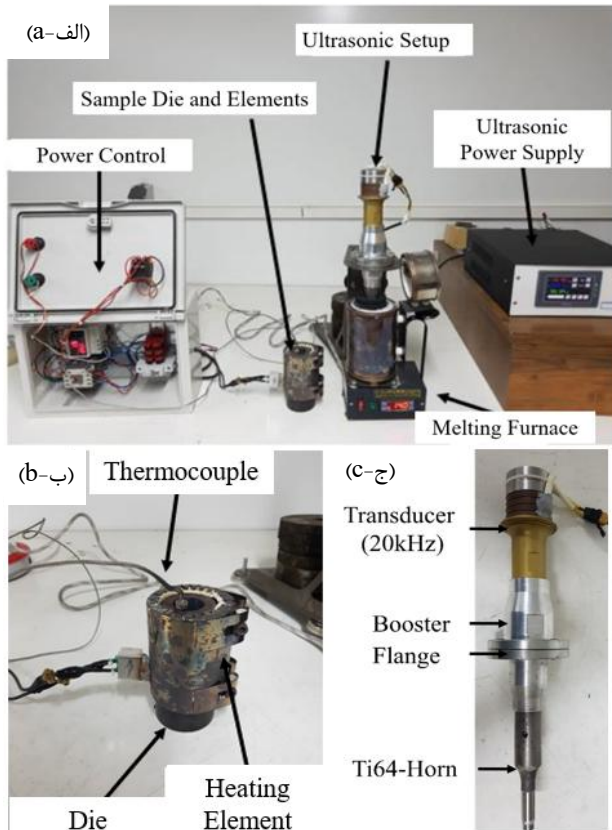 (a-الف)
Ultrasonic Setup
Sample Die and Elements
Ultrasonic
Power Supply
Power Control
Melting Furnace
(b-ب)
Thermocouple
Die
Heating
Element
(c-ج)
Transducer
(20kHz)
Booster
Flange
Ti64-Horn